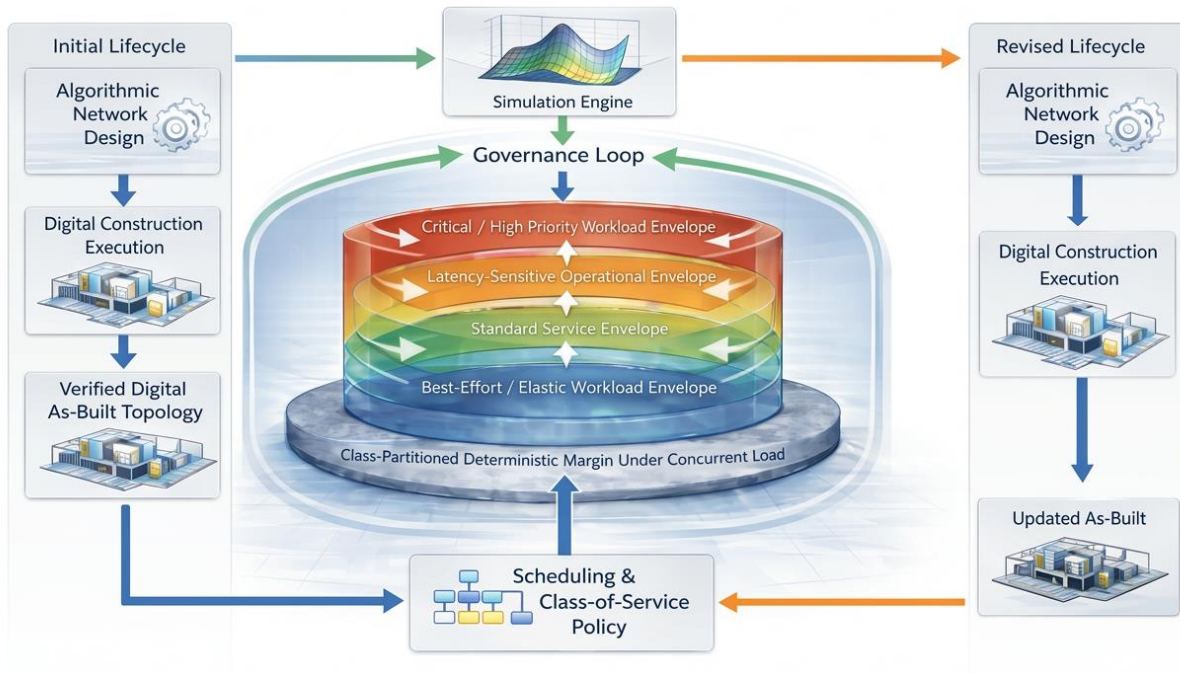 Initial Lifecycle
Algorithmic
Network
Design
Digital Construction
Execution
Verified Digital
As-Built Topology
Simulation Engine
Governance Loop
Critical / High Priority Workload Envelope
Latency-Sensitive Operational Envelope
Standard Service Envelope
Best-Effort / Elastic Workload Envelope
Class-Partitioned Deterministic Margin Under Concurrent Load
Scheduling &
Class-of-Service
Policy
Revised Lifecycle
Algorithmic
Network
Design
Digital Construction
Execution
Updated As-Built